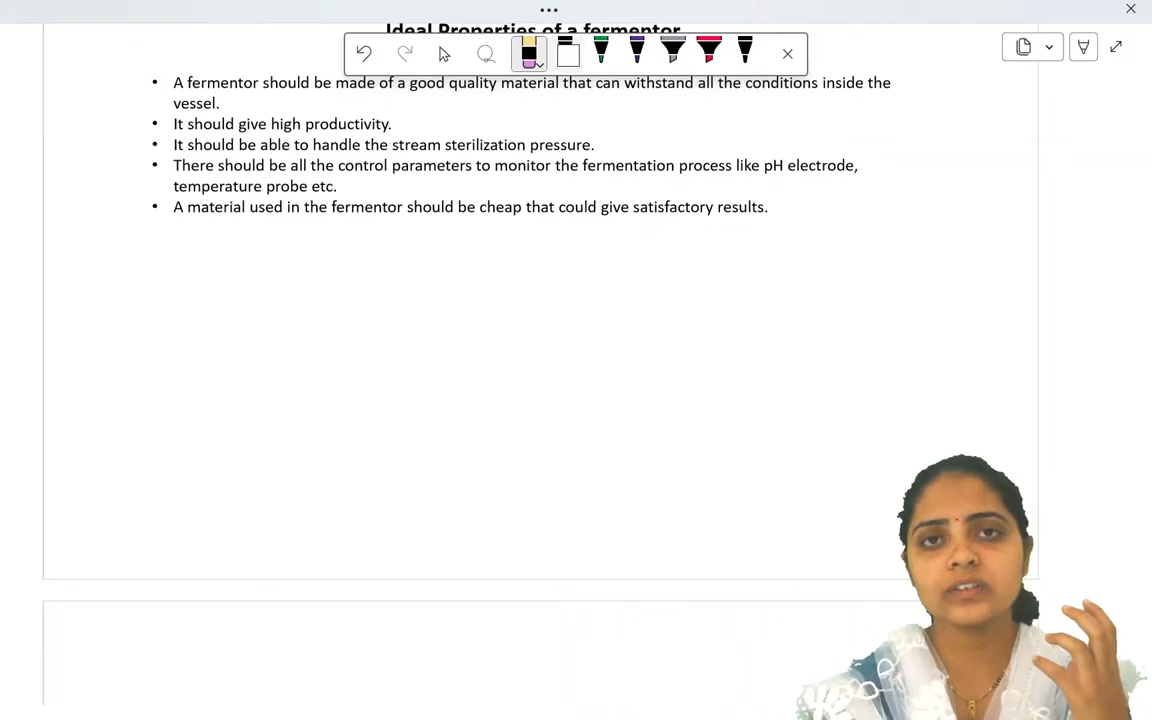 Ideal Properties of a fermentor
• A fermentor should be made of a good quality material that can withstand all the conditions inside the
vessel.
• It should give high productivity.
• It should be able to handle the stream sterilization pressure.
• There should be all the control parameters to monitor the fermentation process like pH electrode,
temperature probe etc.
• A material used in the fermentor should be cheap that could give satisfactory results.